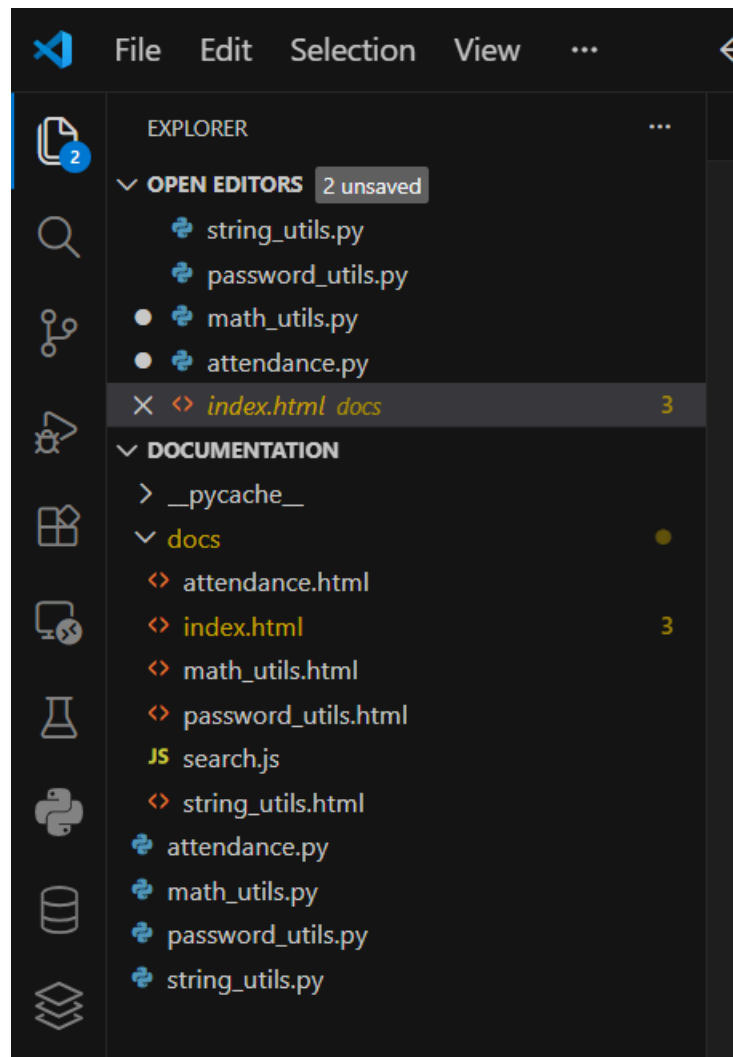 File Edit Selection View ...
EXPLORER ...
2
OPEN EDITORS 2 unsaved
string_utils.py
password_utils.py
math_utils.py
attendance.py
index.html docs 3
DOCUMENTATION
__pycache__
docs
attendance.html
index.html 3
math_utils.html
password_utils.html
JS search.js
string_utils.html
attendance.py
math_utils.py
password_utils.py
string_utils.py